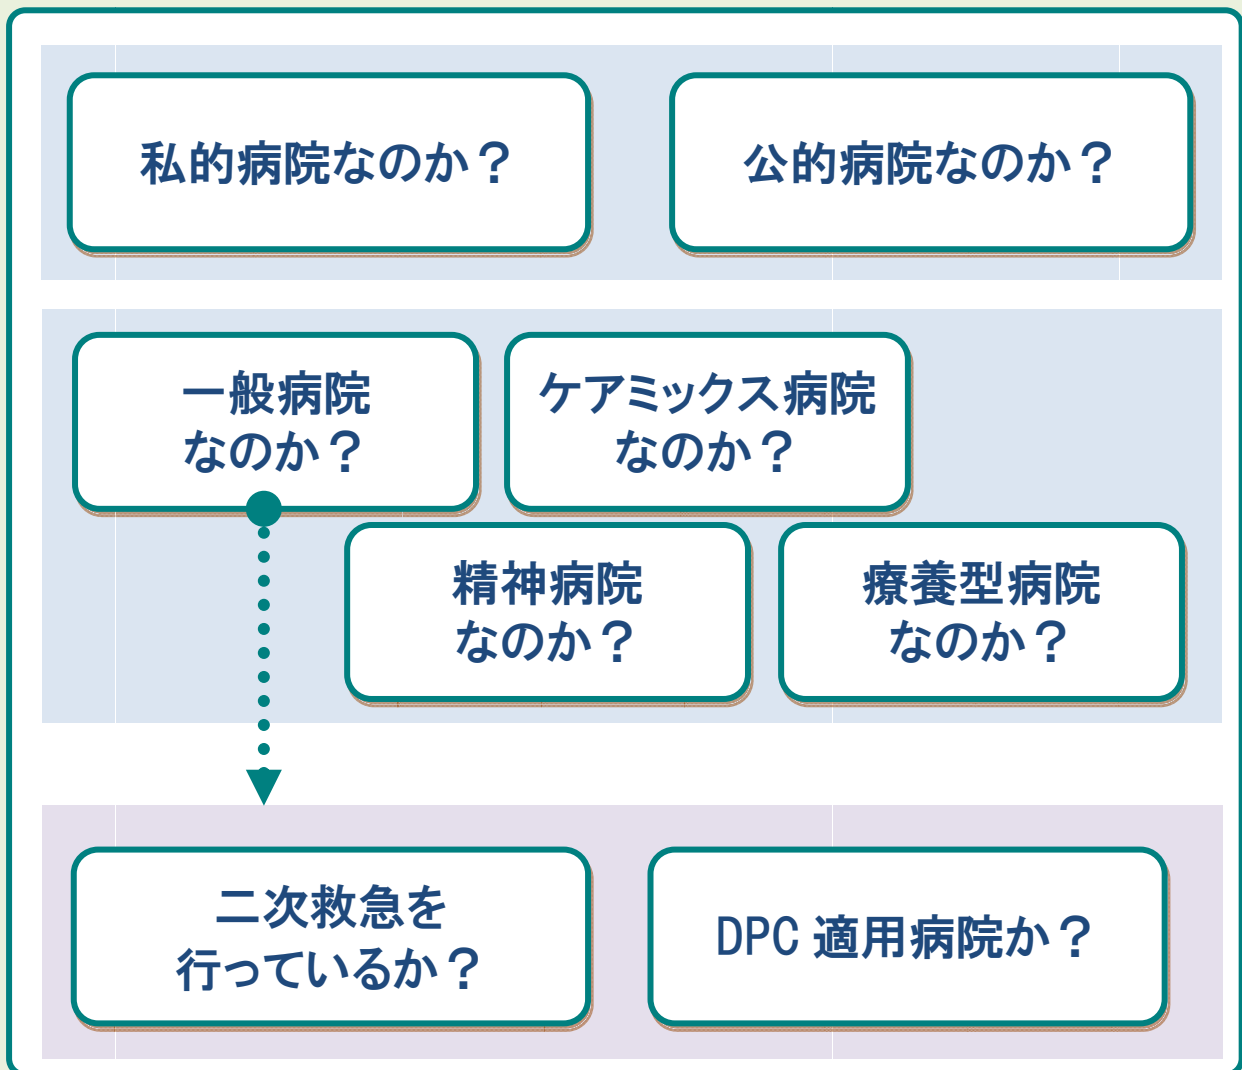 私的病院なのか？
公的病院なのか？
一般病院
なのか？
ケアミックス病院
なのか？
精神病院
なのか？
療養型病院
なのか？
二次救急を
行っているか？
DPC 適用病院か？